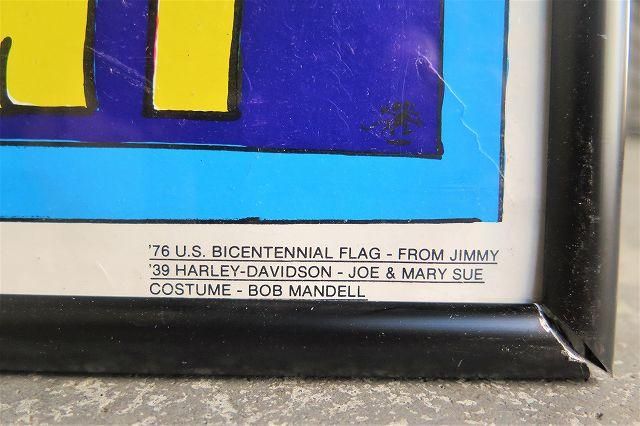 '76 U.S. BICENTENNIAL FLAG - FROM JIMMY
'39 HARLEY-DAVIDSON - JOE & MARY SUE
COSTUME - BOB MANDELL